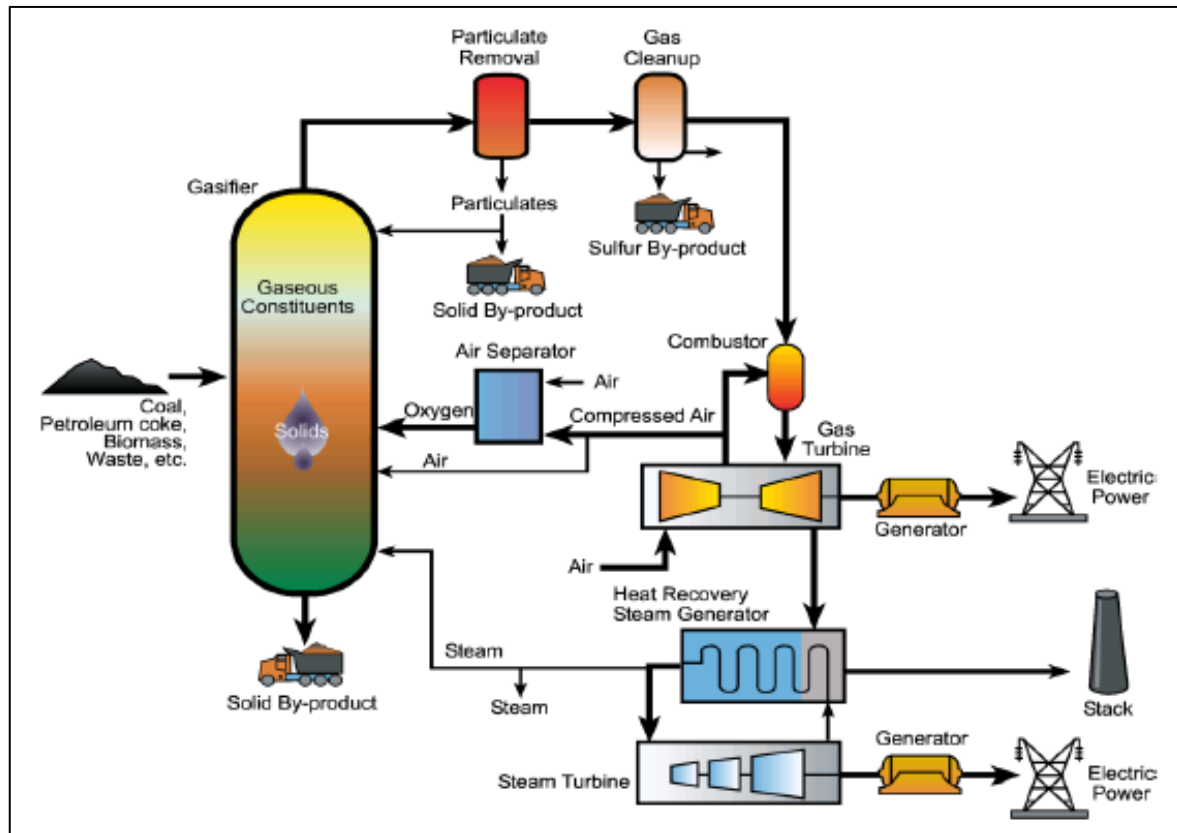 Particulate
Removal
Gas
Cleanup
Gasifier
Particulates
Sulfur By-product
Gaseous
Constituents
Solid By-product
Combustor
Air Separator
Air
Coal,
Petroleum coke,
Biomass,
Waste, etc.
Solids
Oxygen
Compressed Air
Air
Gas
Turbine
Electric
Power
Generator
Air
Heat Recovery
Steam Generator
Steam
Steam
Solid By-product
Stack
Steam Turbine
Generator
Electric
Power